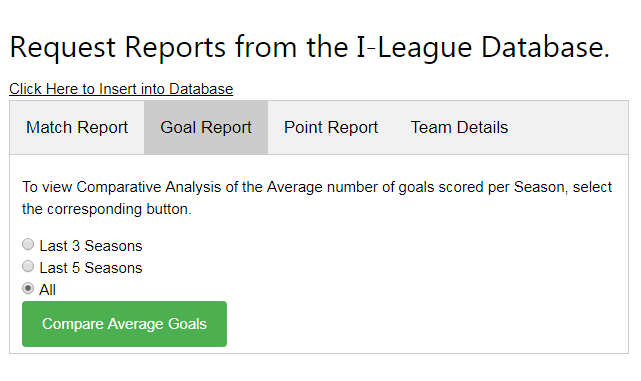 Request Reports from the I-League Database.
Click Here to Insert into Database
Match Report Goal Report Point Report Team Details
To view Comparative Analysis of the Average number of goals scored per Season, select
the corresponding button.
Last 3 Seasons
Last 5 Seasons
All
Compare Average Goals